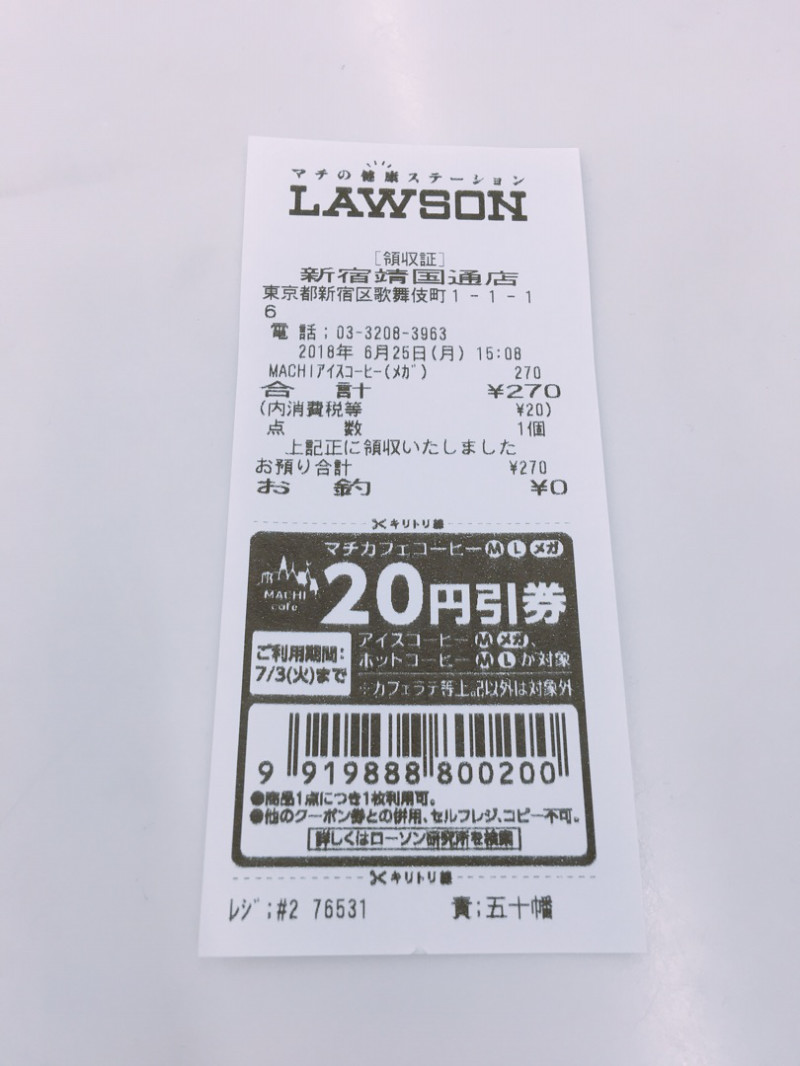 マチの健康ステーション
LAWSON
[領収証]
新宿靖国通店
東京都新宿区歌舞伎町1-1-1
6
電話;03-3208-3963
2018年 6月25日(月) 15:08
MACHIアイスコーヒー(メガ) 270
合計 ¥270
(内消費税等 ¥20)
点数 1個
上記正に領収いたしました
お預り合計 ¥270
お釣 ¥0
キリトリ線
マチカフェコーヒー M L メガ
MACHI
cafe
20円引券
ご利用期間:
7/3(火)まで
アイスコーヒー M メガ、
ホットコーヒー M L が対象
※カフェラテ等上記以外は対象外
9 919888 800200
●商品1点につき1枚利用可。
●他のクーポン券との併用、セルフレジ、コピー不可。
詳しくはローソン研究所を検索
キリトリ線
レジ;#2 76531 責;五十幡